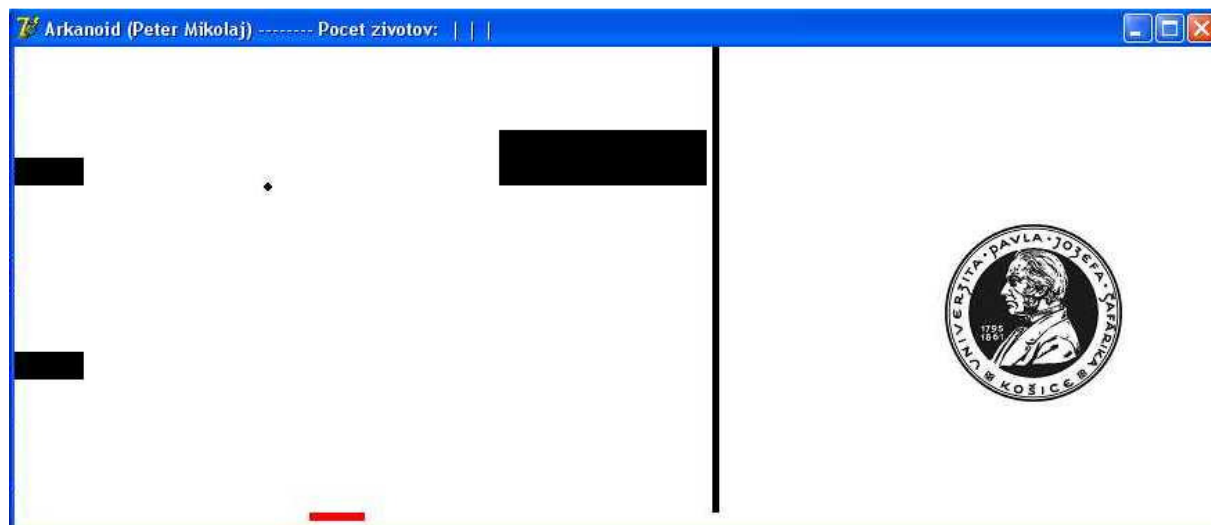 Arkanoid (Peter Mikolaj) -------- Pocet zivotov: | | |
UNIVERZITA · PAVLA · JOZEFA · ŠAFÁRIKA
KOŠICE
1795
1861